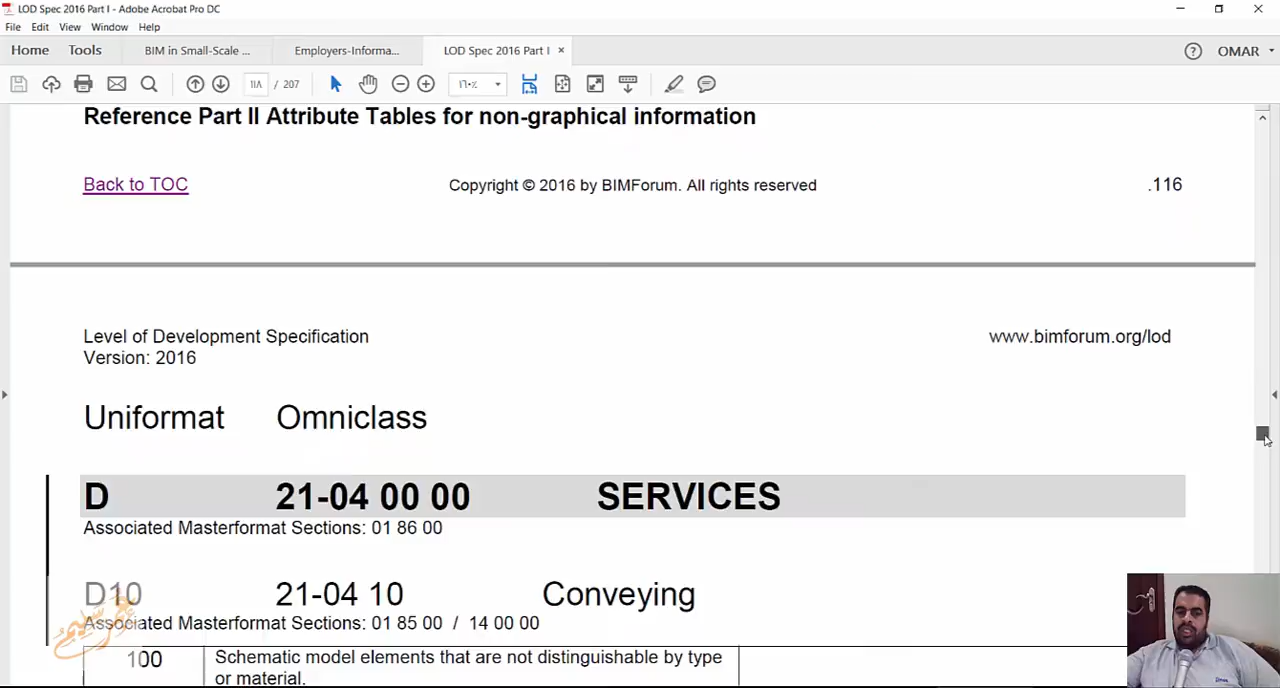 LOD Spec 2016 Part I - Adobe Acrobat Pro DC
File Edit View Window Help
Home Tools BIM in Small-Scale ... Employers-Informa... LOD Spec 2016 Part I × OMAR
١١٨ / 207 ١٦٠%
Reference Part II Attribute Tables for non-graphical information
Back to TOC Copyright © 2016 by BIMForum. All rights reserved .116
Level of Development Specification www.bimforum.org/lod
Version: 2016
Uniformat Omniclass
D 21-04 00 00 SERVICES
Associated Masterformat Sections: 01 86 00
D10 21-04 10 Conveying
Associated Masterformat Sections: 01 85 00 / 14 00 00
100 Schematic model elements that are not distinguishable by type
or material.